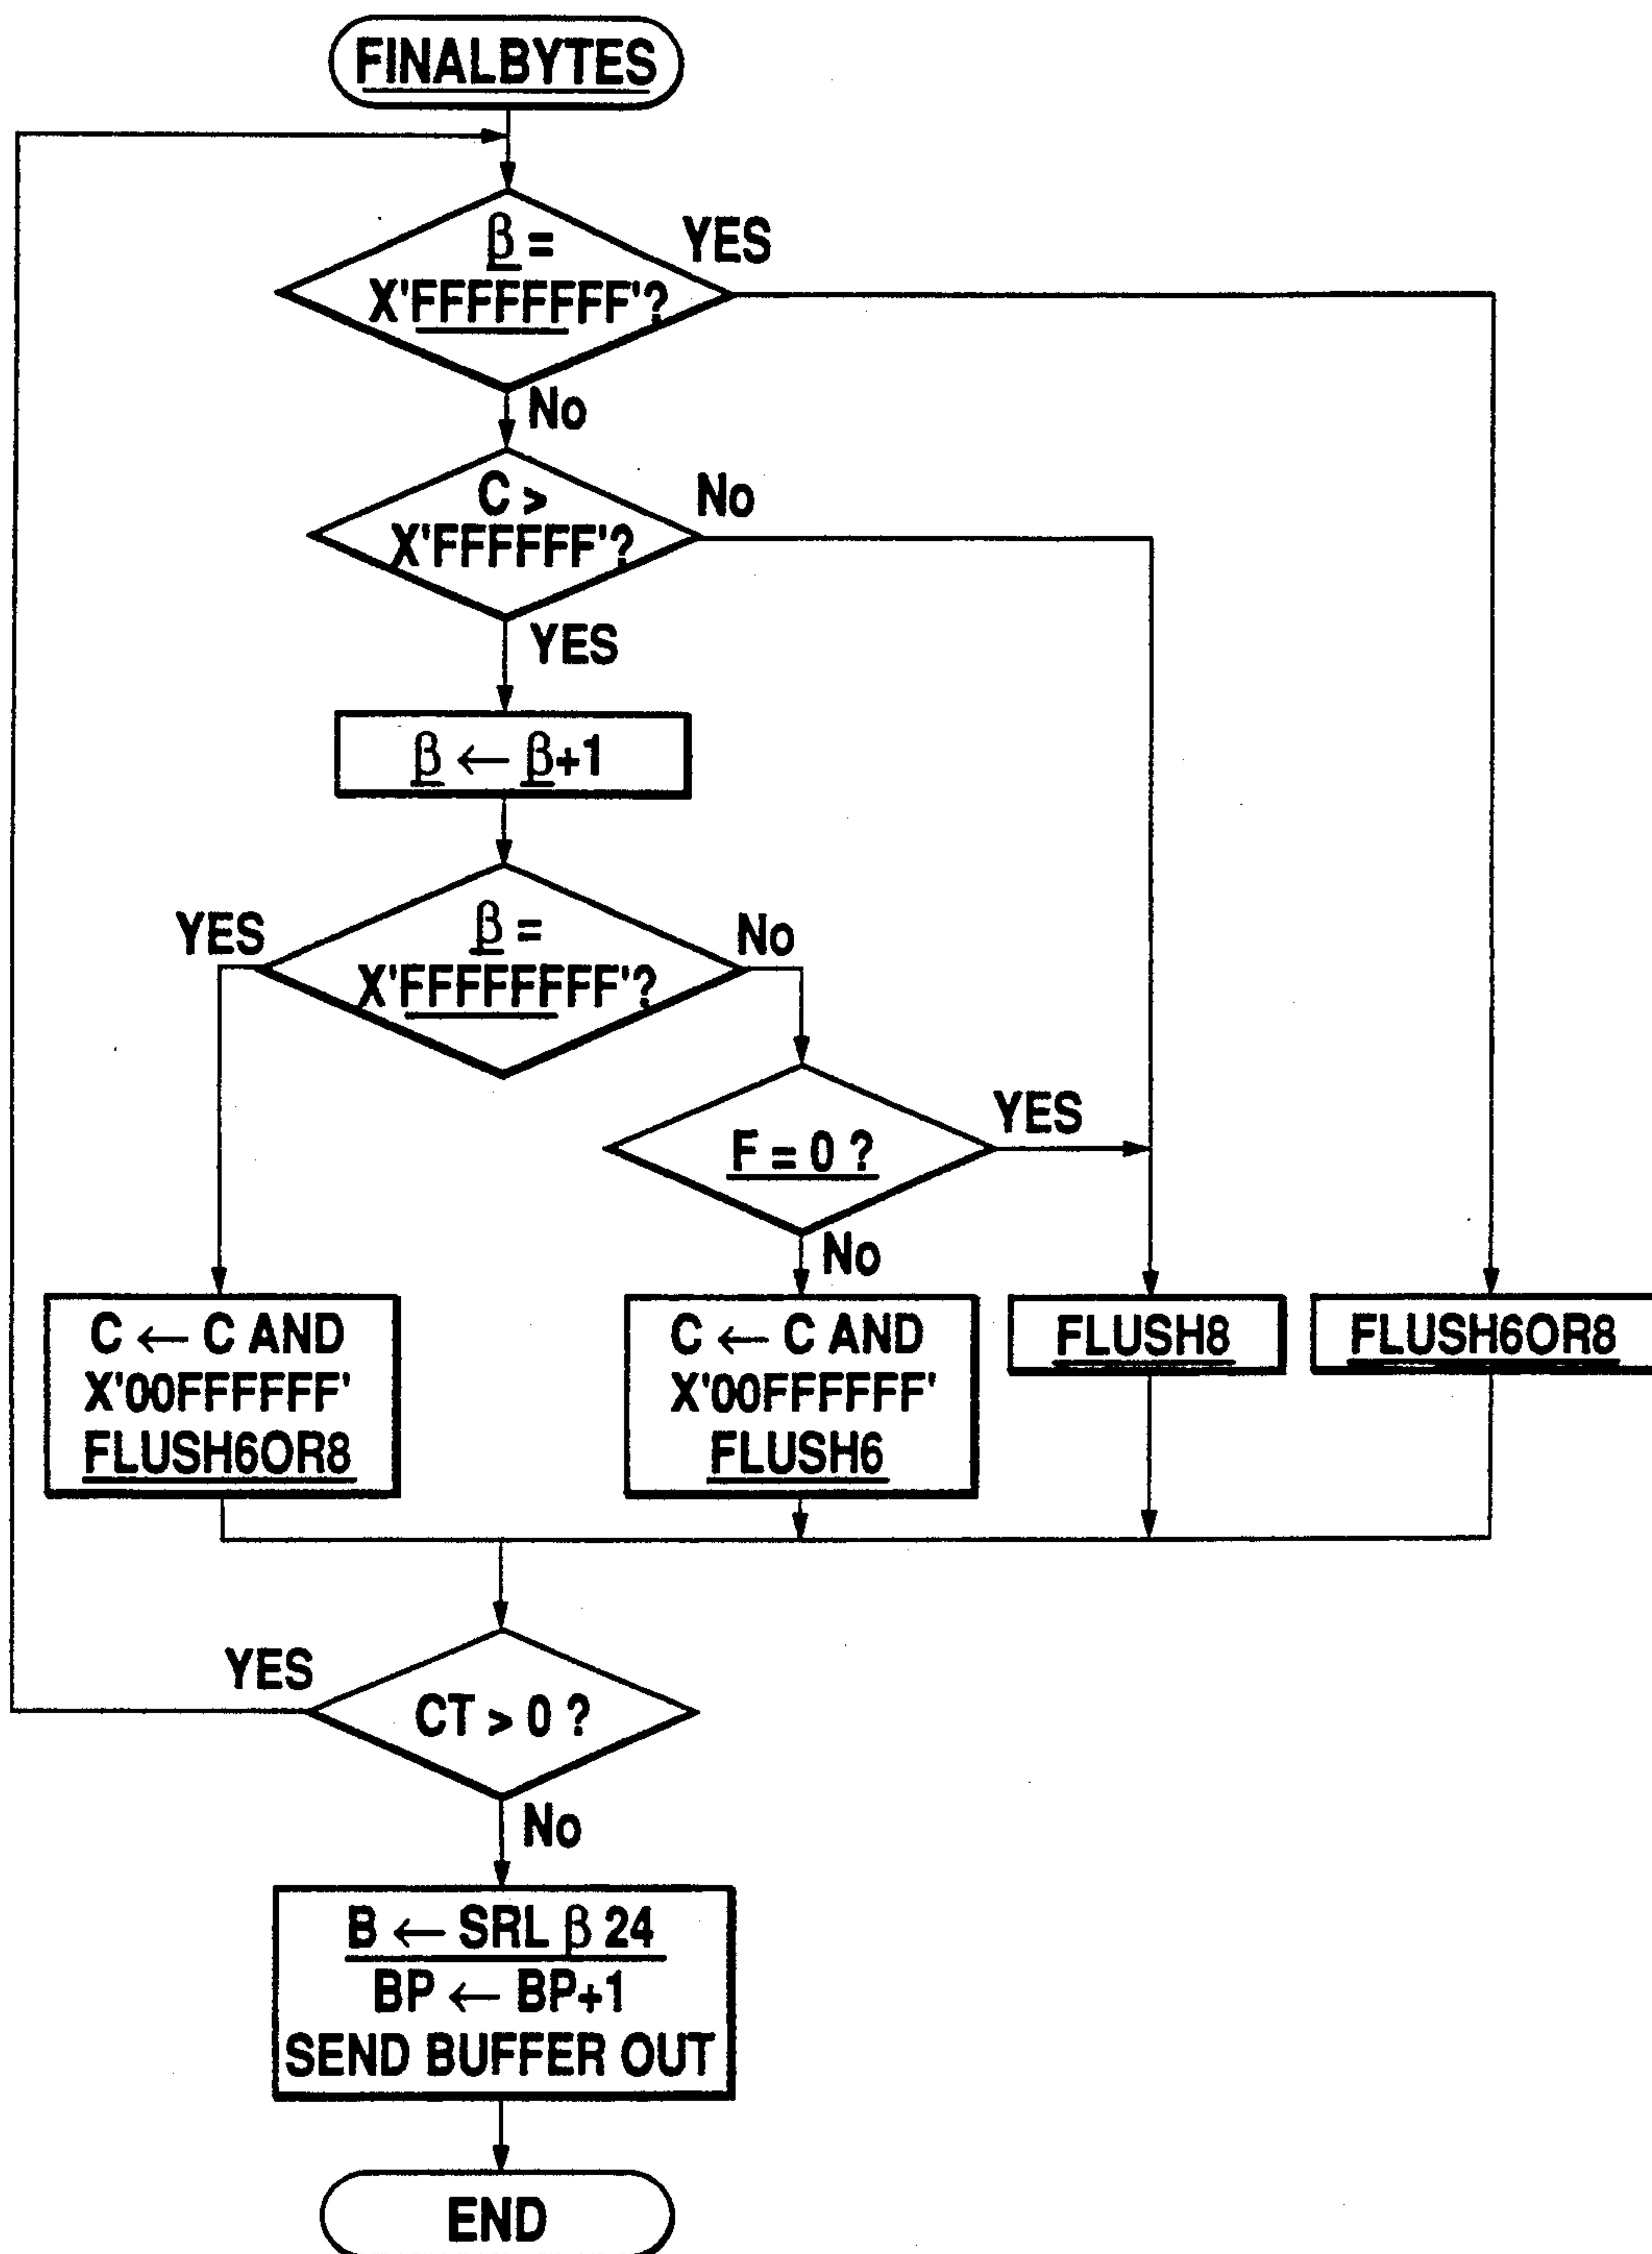 FINALBYTES
β =
X'FFFFFFFF'?
YES
No
C >
X'FFFFFF'?
No
YES
β ← β+1
YES
β =
X'FFFFFFFF'?
No
F = 0 ?
YES
No
C ← C AND
X'00FFFFFF'
FLUSH6OR8
C ← C AND
X'00FFFFFF'
FLUSH6
FLUSH8
FLUSH6OR8
YES
CT > 0 ?
No
B ← SRL β 24
BP ← BP+1
SEND BUFFER OUT
END